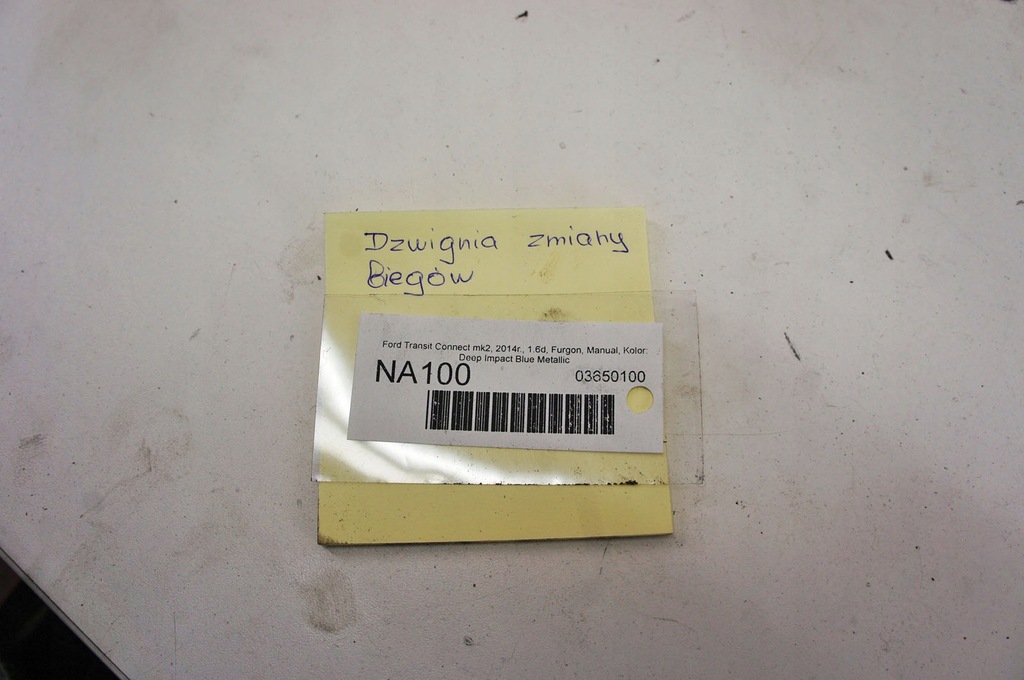 Dzwignia zmiany
Biegów
Ford Transit Connect mk2, 2014r., 1.6d, Furgon, Manual, Kolor:
Deep Impact Blue Metallic
NA100 03650100